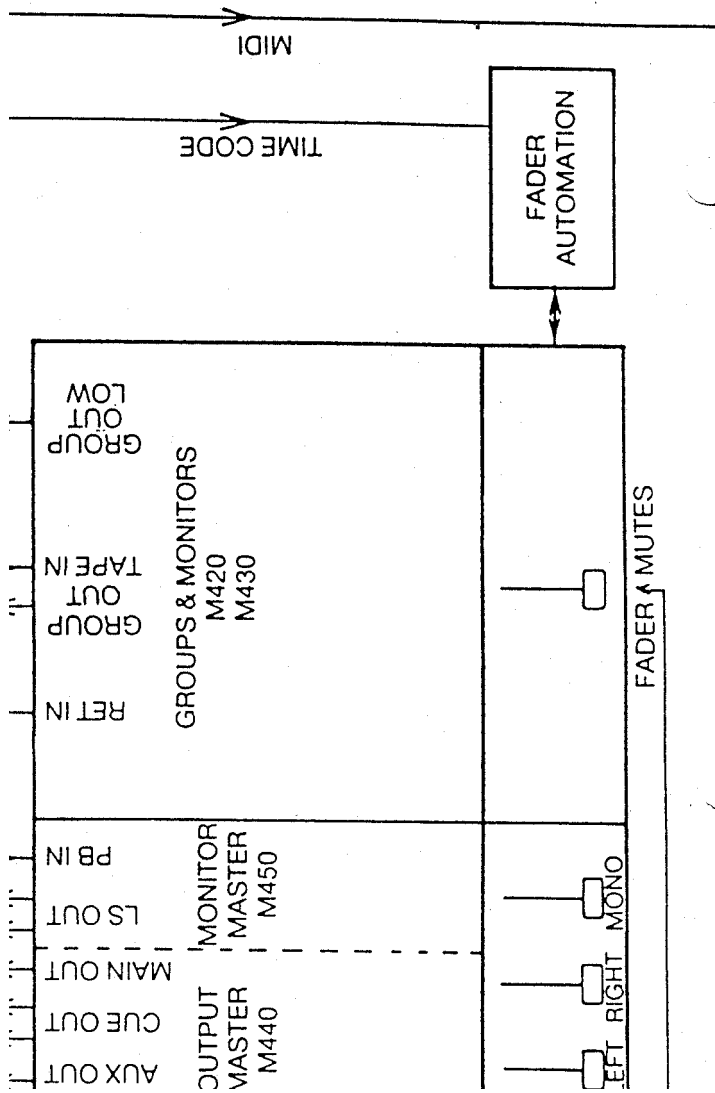 MIDI
TIME CODE
FADER
AUTOMATION
GROUP
OUT
LOW
TAPE IN
GROUP
OUT
RET IN
GROUPS & MONITORS
M420
M430
FADER MUTES
PB IN
LS OUT
MONITOR
MASTER
M450
MONO
MAIN OUT
CUE OUT
AUX OUT
OUTPUT
MASTER
M440
RIGHT
LEFT